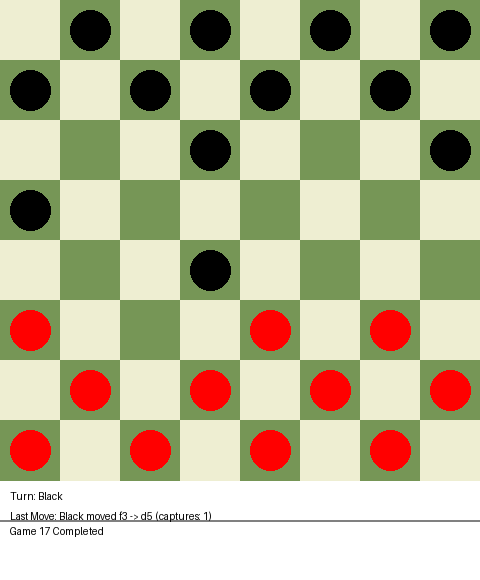 Turn: Black
Last Move: Black moved f3 -> d5 (captures: 1)
Game 17 Completed